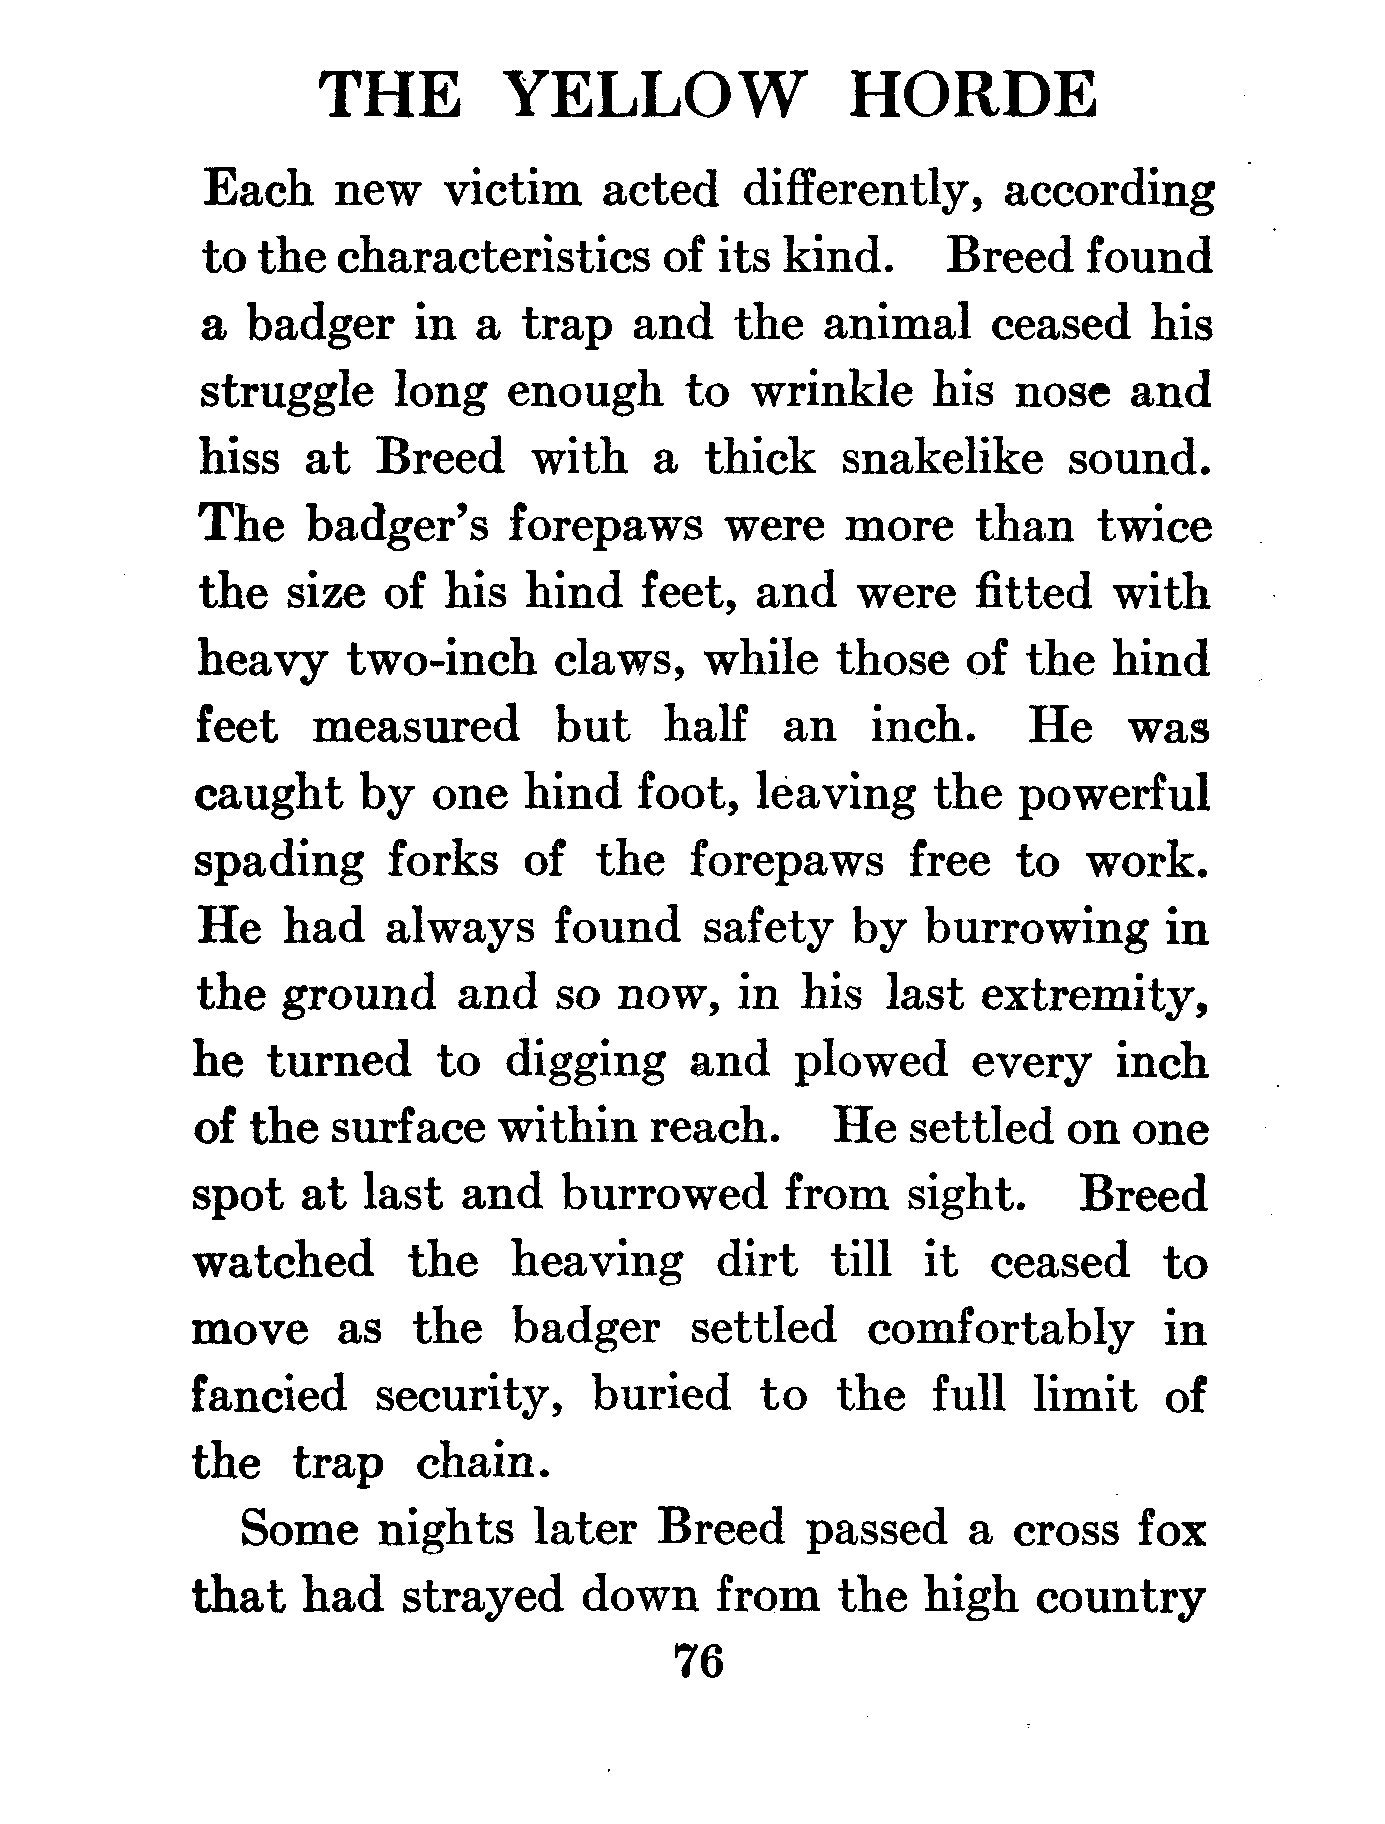 THE YELLOW HORDE
Each new victim acted differently, according
to the characteristics of its kind. Breed found
a badger in a trap and the animal ceased his
struggle long enough to wrinkle his nose and
hiss at Breed with a thick snakelike sound.
The badger's forepaws were more than twice
the size of his hind feet, and were fitted with
heavy two-inch claws, while those of the hind
feet measured but half an inch. He was
caught by one hind foot, leaving the powerful
spading forks of the forepaws free to work.
He had always found safety by burrowing in
the ground and so now, in his last extremity,
he turned to digging and plowed every inch
of the surface within reach. He settled on one
spot at last and burrowed from sight. Breed
watched the heaving dirt till it ceased to
move as the badger settled comfortably in
fancied security, buried to the full limit of
the trap chain.
Some nights later Breed passed a cross fox
that had strayed down from the high country
76